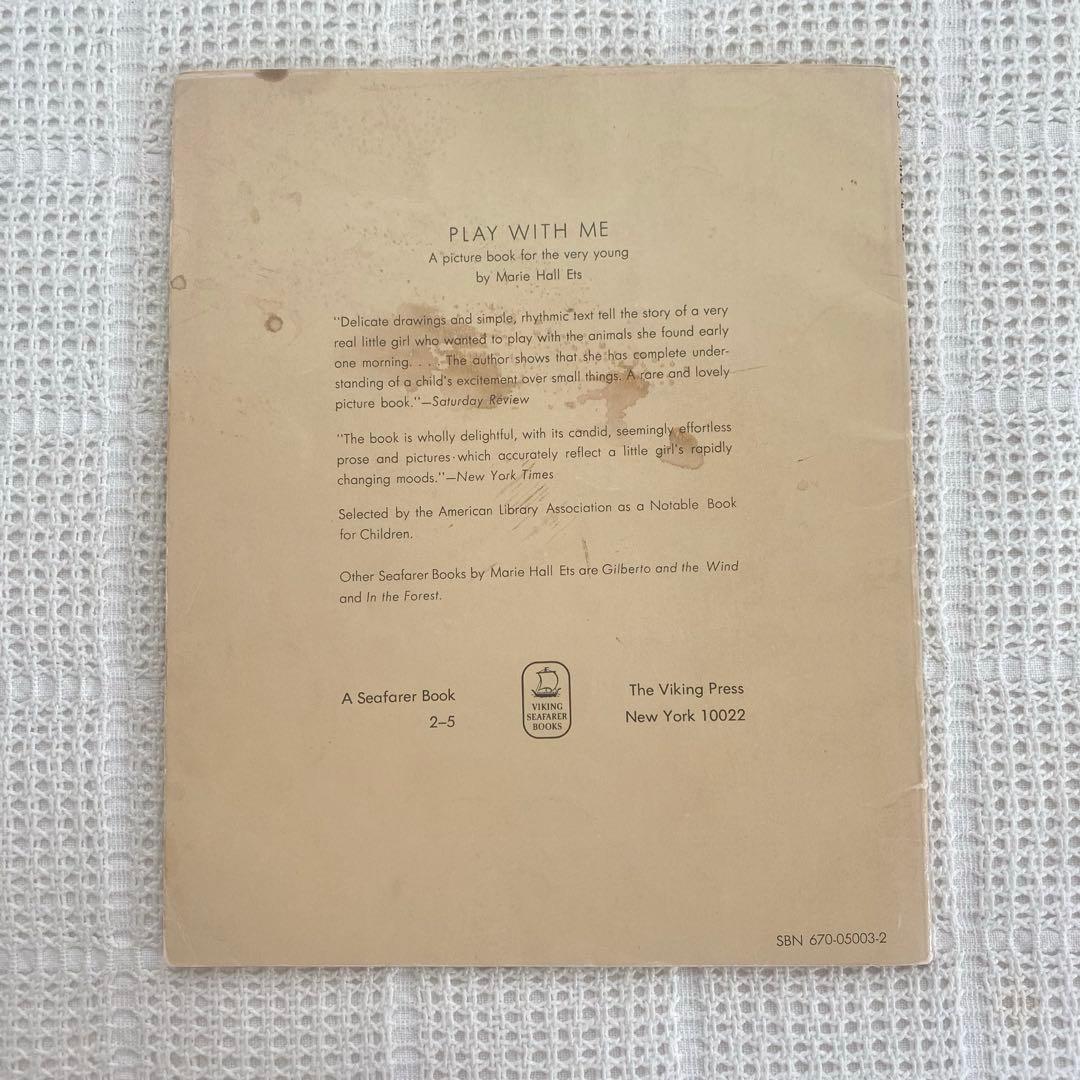 PLAY WITH ME
A picture book for the very young
by Marie Hall Ets
"Delicate drawings and simple, rhythmic text tell the story of a very
real little girl who wanted to play with the animals she found early
one morning. . . . The author shows that she has complete under-
standing of a child's excitement over small things. A rare and lovely
picture book."—Saturday Review
"The book is wholly delightful, with its candid, seemingly effortless
prose and pictures which accurately reflect a little girl's rapidly
changing moods."—New York Times
Selected by the American Library Association as a Notable Book
for Children.
Other Seafarer Books by Marie Hall Ets are Gilberto and the Wind
and In the Forest.
A Seafarer Book
2–5
VIKING
SEAFARER
BOOKS
The Viking Press
New York 10022
SBN 670-05003-2